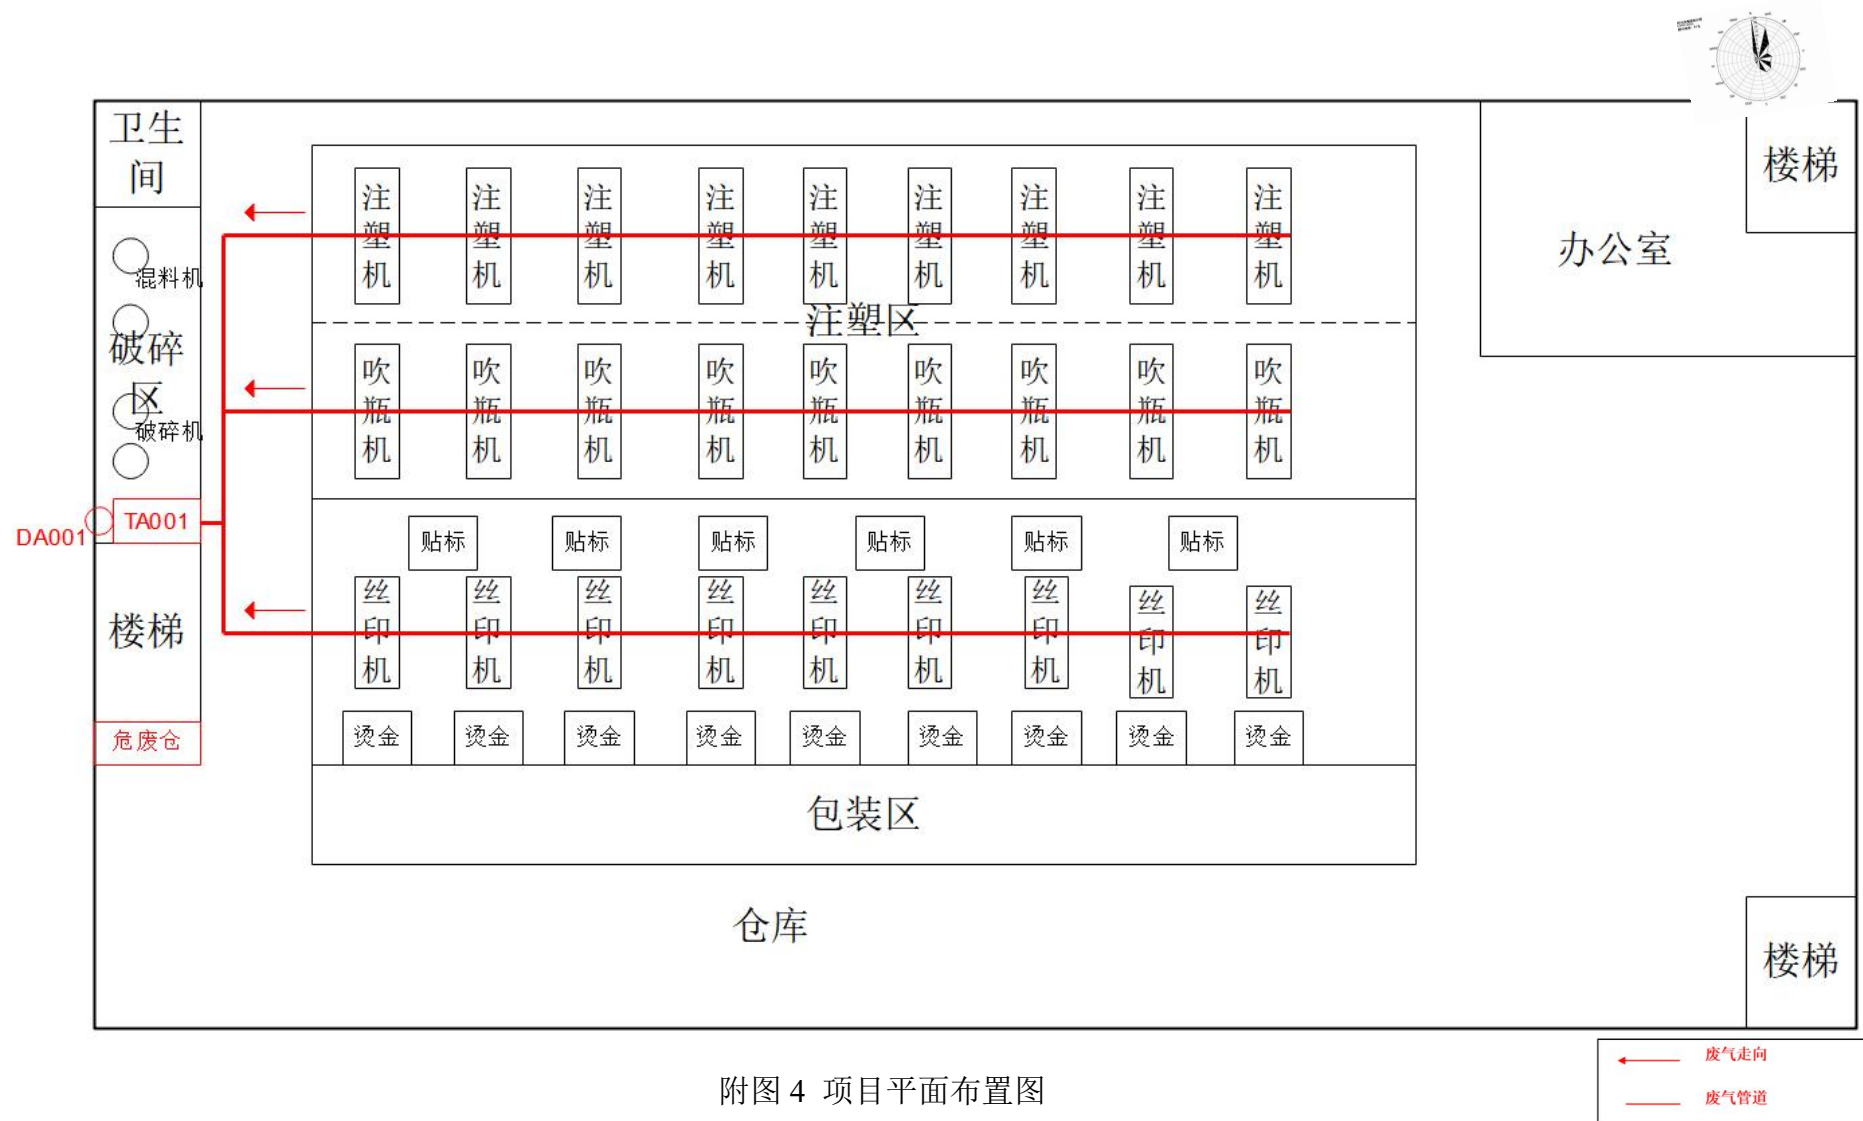 卫生
间
楼梯
办公室
注塑机 注塑机 注塑机 注塑机 注塑机 注塑机 注塑机 注塑机 注塑机
混料机
注塑区
破碎
区
破碎机
吹瓶机 吹瓶机 吹瓶机 吹瓶机 吹瓶机 吹瓶机 吹瓶机 吹瓶机 吹瓶机
DA001
TA001
贴标 贴标 贴标 贴标 贴标 贴标
楼梯
丝印机 丝印机 丝印机 丝印机 丝印机 丝印机 丝印机 丝印机 丝印机
危废仓
烫金 烫金 烫金 烫金 烫金 烫金 烫金 烫金 烫金
包装区
仓库
楼梯
废气走向
废气管道
附图 4 项目平面布置图